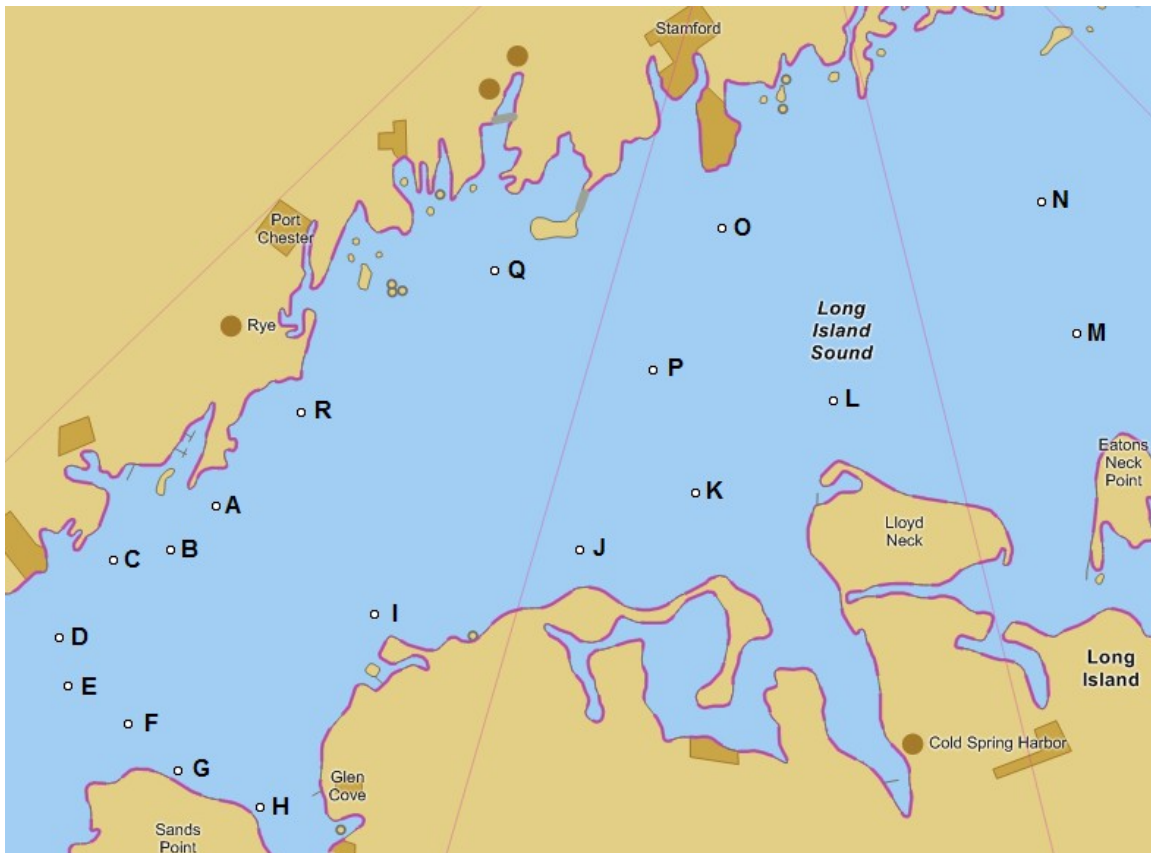 Stamford
N
Port
Chester
O
Q
Rye
Long
Island
Sound
M
P
L
R
Eatons
Neck
Point
K
A
Lloyd
Neck
B
J
C
I
D
Long
Island
E
F
Cold Spring Harbor
G
Glen
Cove
H
Sands
Point